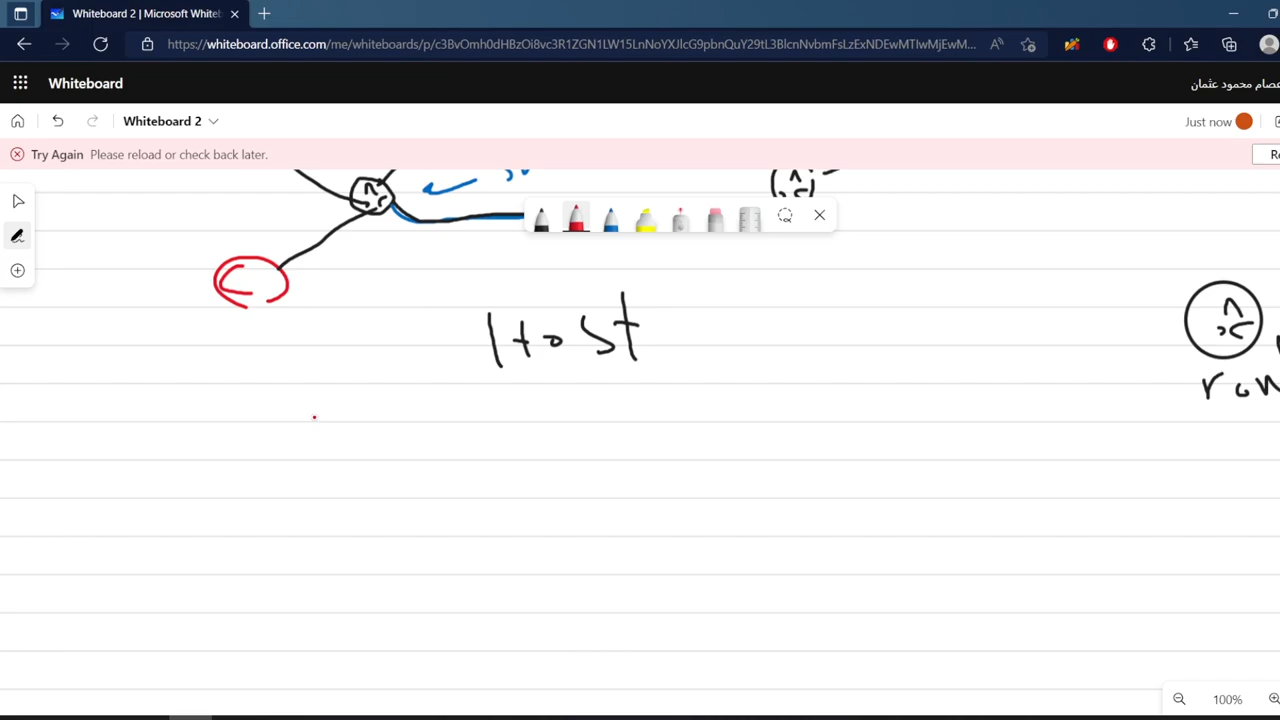 Whiteboard 2 | Microsoft Whiteb
https://whiteboard.office.com/me/whiteboards/p/c3BvOmh0dHBzOi8vc3R1ZGN1LW15LnNoYXJlcG9pbnQuY29tL3BlcnNvbmFsLzExNDEwMTIwMjEwM...
Whiteboard
عصام محمود عثمان
Whiteboard 2
Just now
Try Again Please reload or check back later.
Host
100%